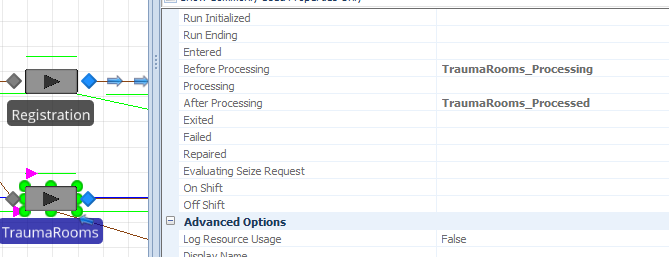 Run Initialized
Run Ending
Entered
Before Processing TraumaRooms_Processing
Processing
After Processing TraumaRooms_Processed
Exited
Failed
Repaired
Evaluating Seize Request
On Shift
Off Shift
Advanced Options
Log Resource Usage False
Display Name
Registration
TraumaRooms